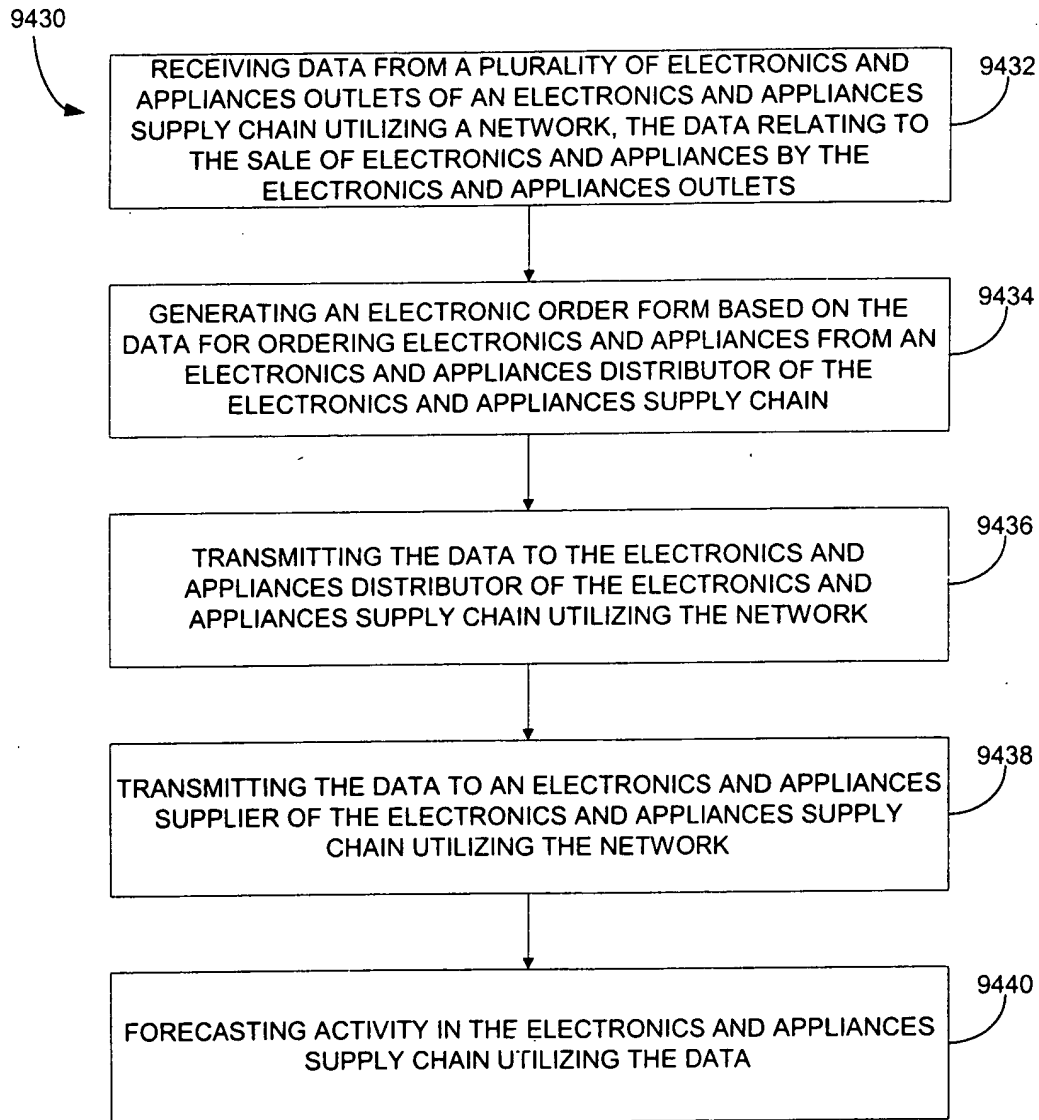 9430
RECEIVING DATA FROM A PLURALITY OF ELECTRONICS AND
APPLIANCES OUTLETS OF AN ELECTRONICS AND APPLIANCES
SUPPLY CHAIN UTILIZING A NETWORK, THE DATA RELATING TO
THE SALE OF ELECTRONICS AND APPLIANCES BY THE
ELECTRONICS AND APPLIANCES OUTLETS
9432
GENERATING AN ELECTRONIC ORDER FORM BASED ON THE
DATA FOR ORDERING ELECTRONICS AND APPLIANCES FROM AN
ELECTRONICS AND APPLIANCES DISTRIBUTOR OF THE
ELECTRONICS AND APPLIANCES SUPPLY CHAIN
9434
TRANSMITTING THE DATA TO THE ELECTRONICS AND
APPLIANCES DISTRIBUTOR OF THE ELECTRONICS AND
APPLIANCES SUPPLY CHAIN UTILIZING THE NETWORK
9436
TRANSMITTING THE DATA TO AN ELECTRONICS AND APPLIANCES
SUPPLIER OF THE ELECTRONICS AND APPLIANCES SUPPLY
CHAIN UTILIZING THE NETWORK
9438
FORECASTING ACTIVITY IN THE ELECTRONICS AND APPLIANCES
SUPPLY CHAIN UTILIZING THE DATA
9440